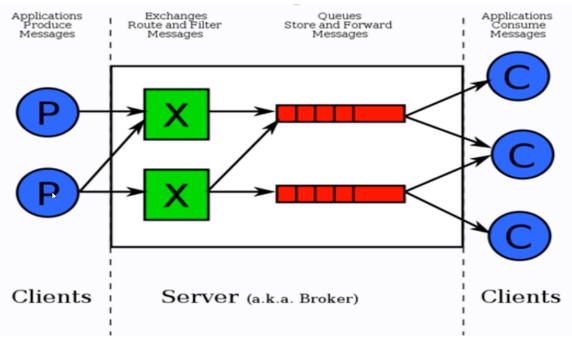 Applications
Produce
Messages
Exchanges
Route and Filter
Messages
Queues
Store and Forward
Messages
Applications
Consume
Messages
P
X
C
P
X
C
C
Clients
Server (a.k.a. Broker)
Clients